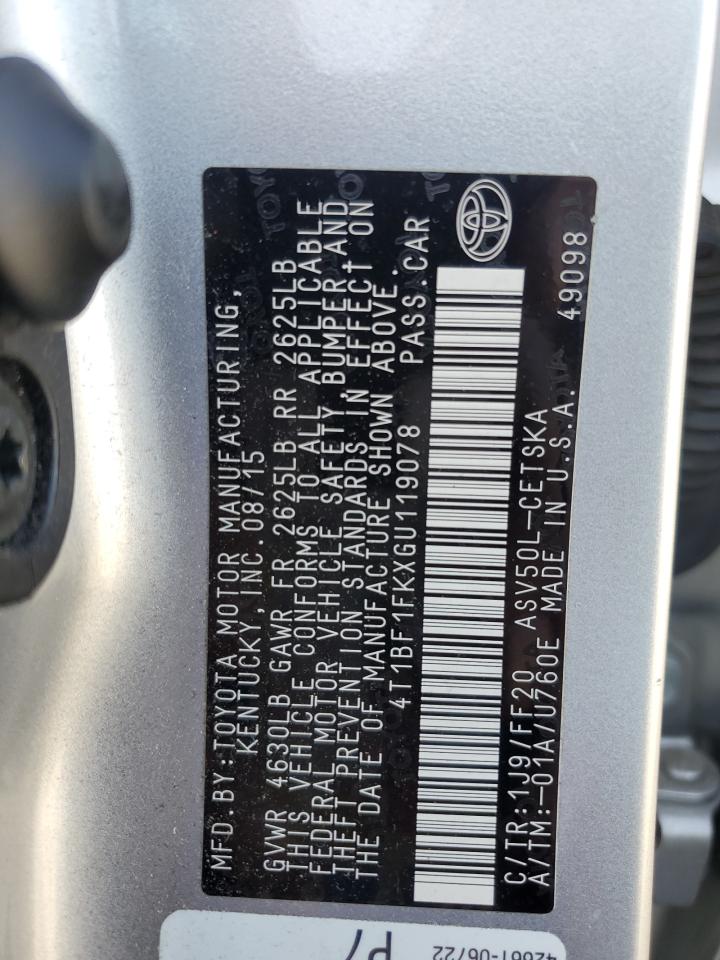 MFD. BY:TOYOTA MOTOR MANUFACTURING,
KENTUCKY, INC. 08/15
GVWR 4630LB GAWR FR 2625LB RR 2625LB
THIS VEHICLE CONFORMS TO ALL APPLICABLE
FEDERAL MOTOR VEHICLE SAFETY, BUMPER AND
THEFT PREVENTION STANDARDS IN EFFECT ON
THE DATE OF MANUFACTURE SHOWN ABOVE.
4T1BF1FKXGU119078 PASS.CAR
C/TR:1J9/FF20 ASV50L-CETSKA
A/TM:-01A/U760E MADE IN U.S.A. 49098
42661-06722